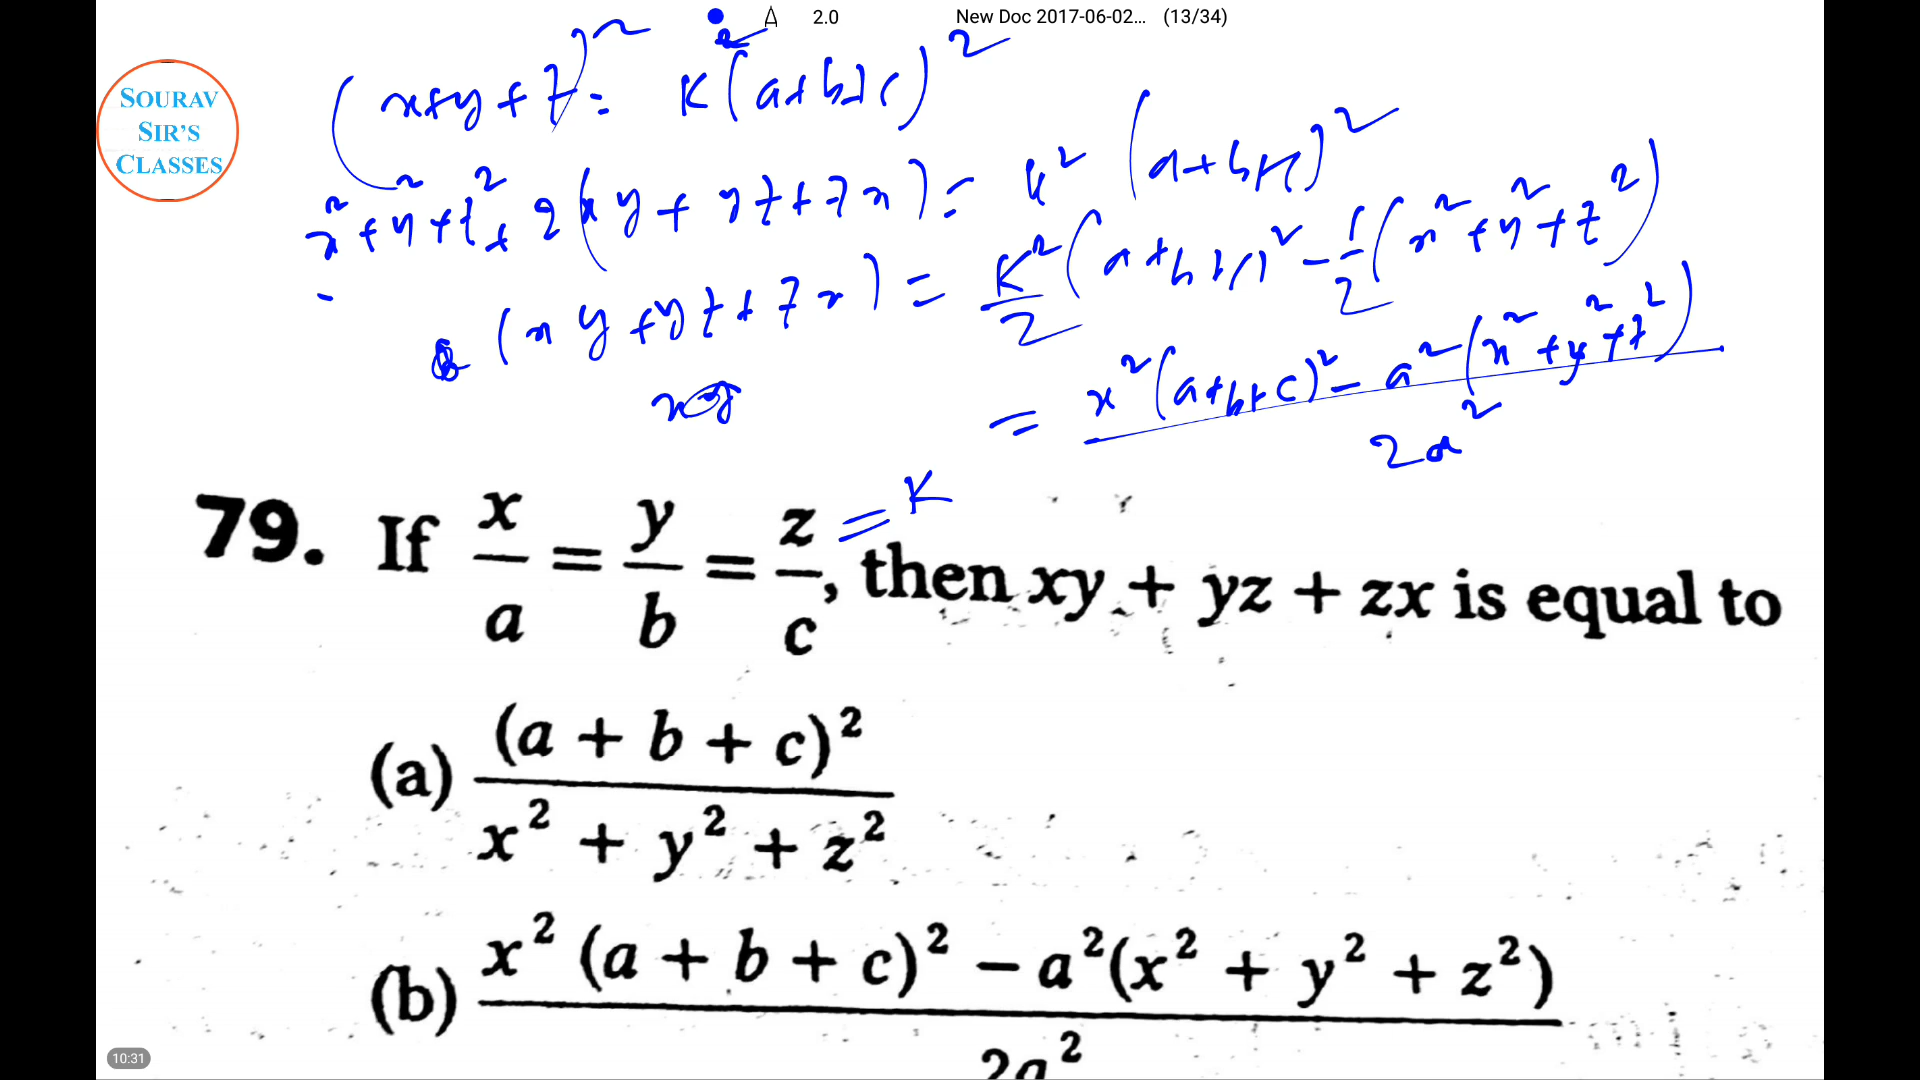 2.0 New Doc 2017-06-02... (13/34)
SOURAV
SIR'S
CLASSES
(x+y+z)² = K(a+b+c)²
x²+y²+z²+2(xy+yz+zx) = k²(a+b+c)²
(xy+yz+zx) = K²/2 (a+b+c)² - 1/2 (x²+y²+z²)
= x²(a+b+c)² - a²(x²+y²+z²) / 2a²
79. If x/a = y/b = z/c = K, then xy + yz + zx is equal to
(a) (a + b + c)² / x² + y² + z²
(b) x² (a + b + c)² – a²(x² + y² + z²) / 2a²
10:31